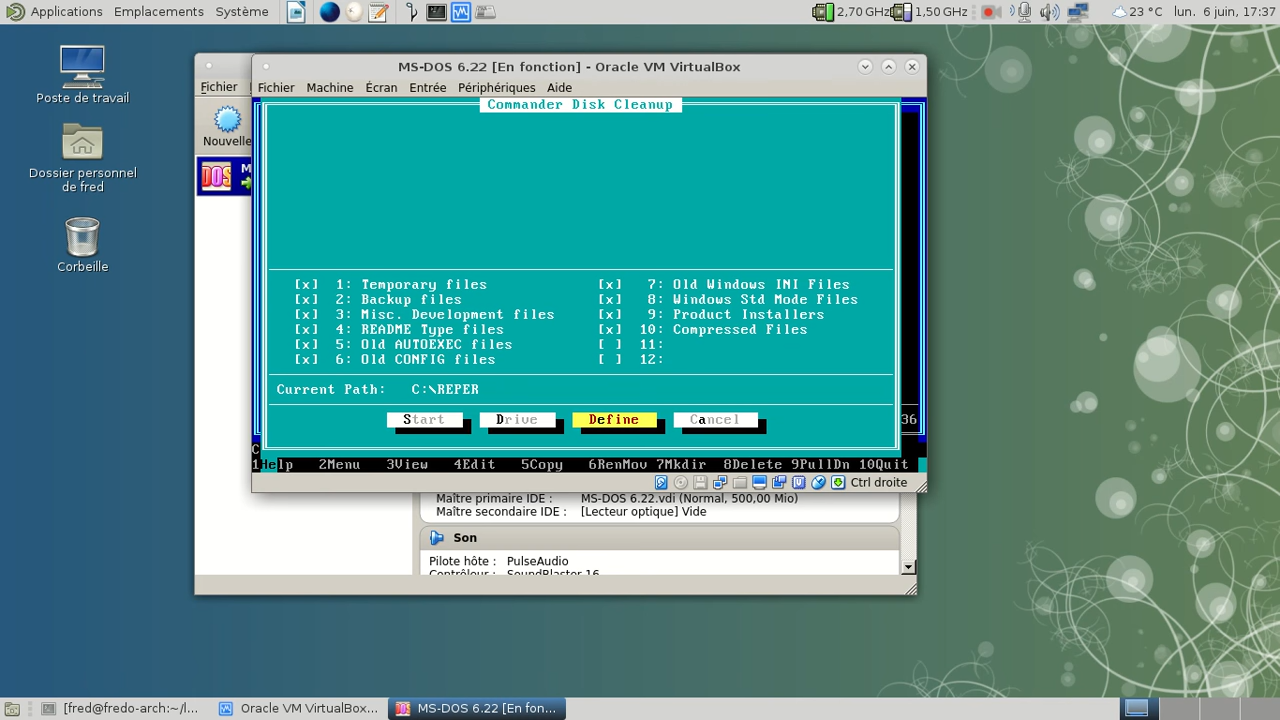 Applications Emplacements Système 2,70 GHz 1,50 GHz 23 °C lun. 6 juin, 17:37
Poste de travail
Dossier personnel
de fred
Corbeille
Fichier
Nouvelle
DOS M
MS-DOS 6.22 [En fonction] - Oracle VM VirtualBox
Fichier Machine Écran Entrée Périphériques Aide
Commander Disk Cleanup
[x] 1: Temporary files [x] 7: Old Windows INI Files
[x] 2: Backup files [x] 8: Windows Std Mode Files
[x] 3: Misc. Development files [x] 9: Product Installers
[x] 4: README Type files [x] 10: Compressed Files
[x] 5: Old AUTOEXEC files [ ] 11:
[x] 6: Old CONFIG files [ ] 12:
Current Path: C:\REPER
Start Drive Define Cancel 36
C
1Help 2Menu 3View 4Edit 5Copy 6RenMov 7Mkdir 8Delete 9PullDn 10Quit
Ctrl droite
Maître primaire IDE : MS-DOS 6.22.vdi (Normal, 500,00 Mio)
Maître secondaire IDE : [Lecteur optique] Vide
Son
Pilote hôte : PulseAudio
Contrôleur : SoundBlaster 16
[fred@fredo-arch:~/l... Oracle VM VirtualBox... DOS MS-DOS 6.22 [En fon...